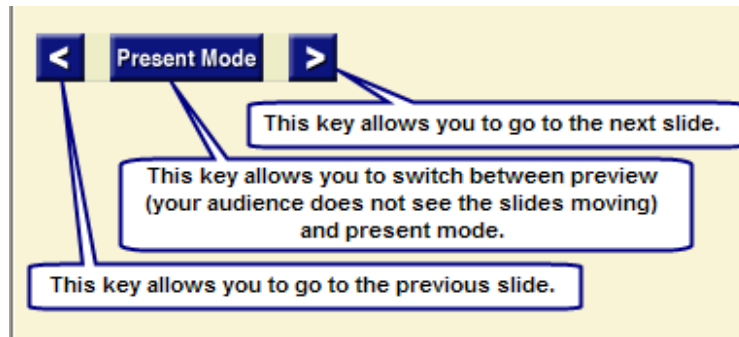 < Present Mode >
This key allows you to go to the next slide.
This key allows you to switch between preview
(your audience does not see the slides moving)
and present mode.
This key allows you to go to the previous slide.